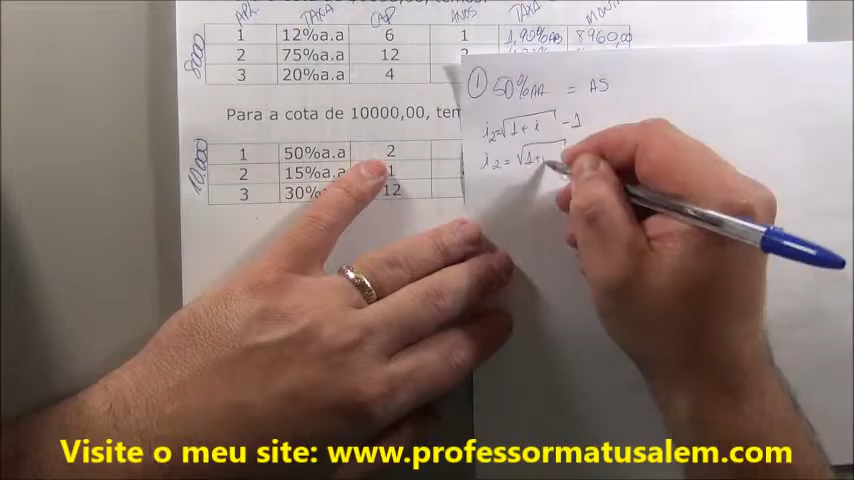 APL TAXA CAP ANOS TAXA
8000
1 12%a.a 6 1 1,90% 8960,00
2 75%a.a 12
3 20%a.a 4
Para a cota de 10000,00, tem
10.000
1 50%a.a 2
2 15%a.a 1
3 30% 12
1 50%AA = AS
i2=√1+i -1
i2=√1+
Visite o meu site: www.professormatusalem.com